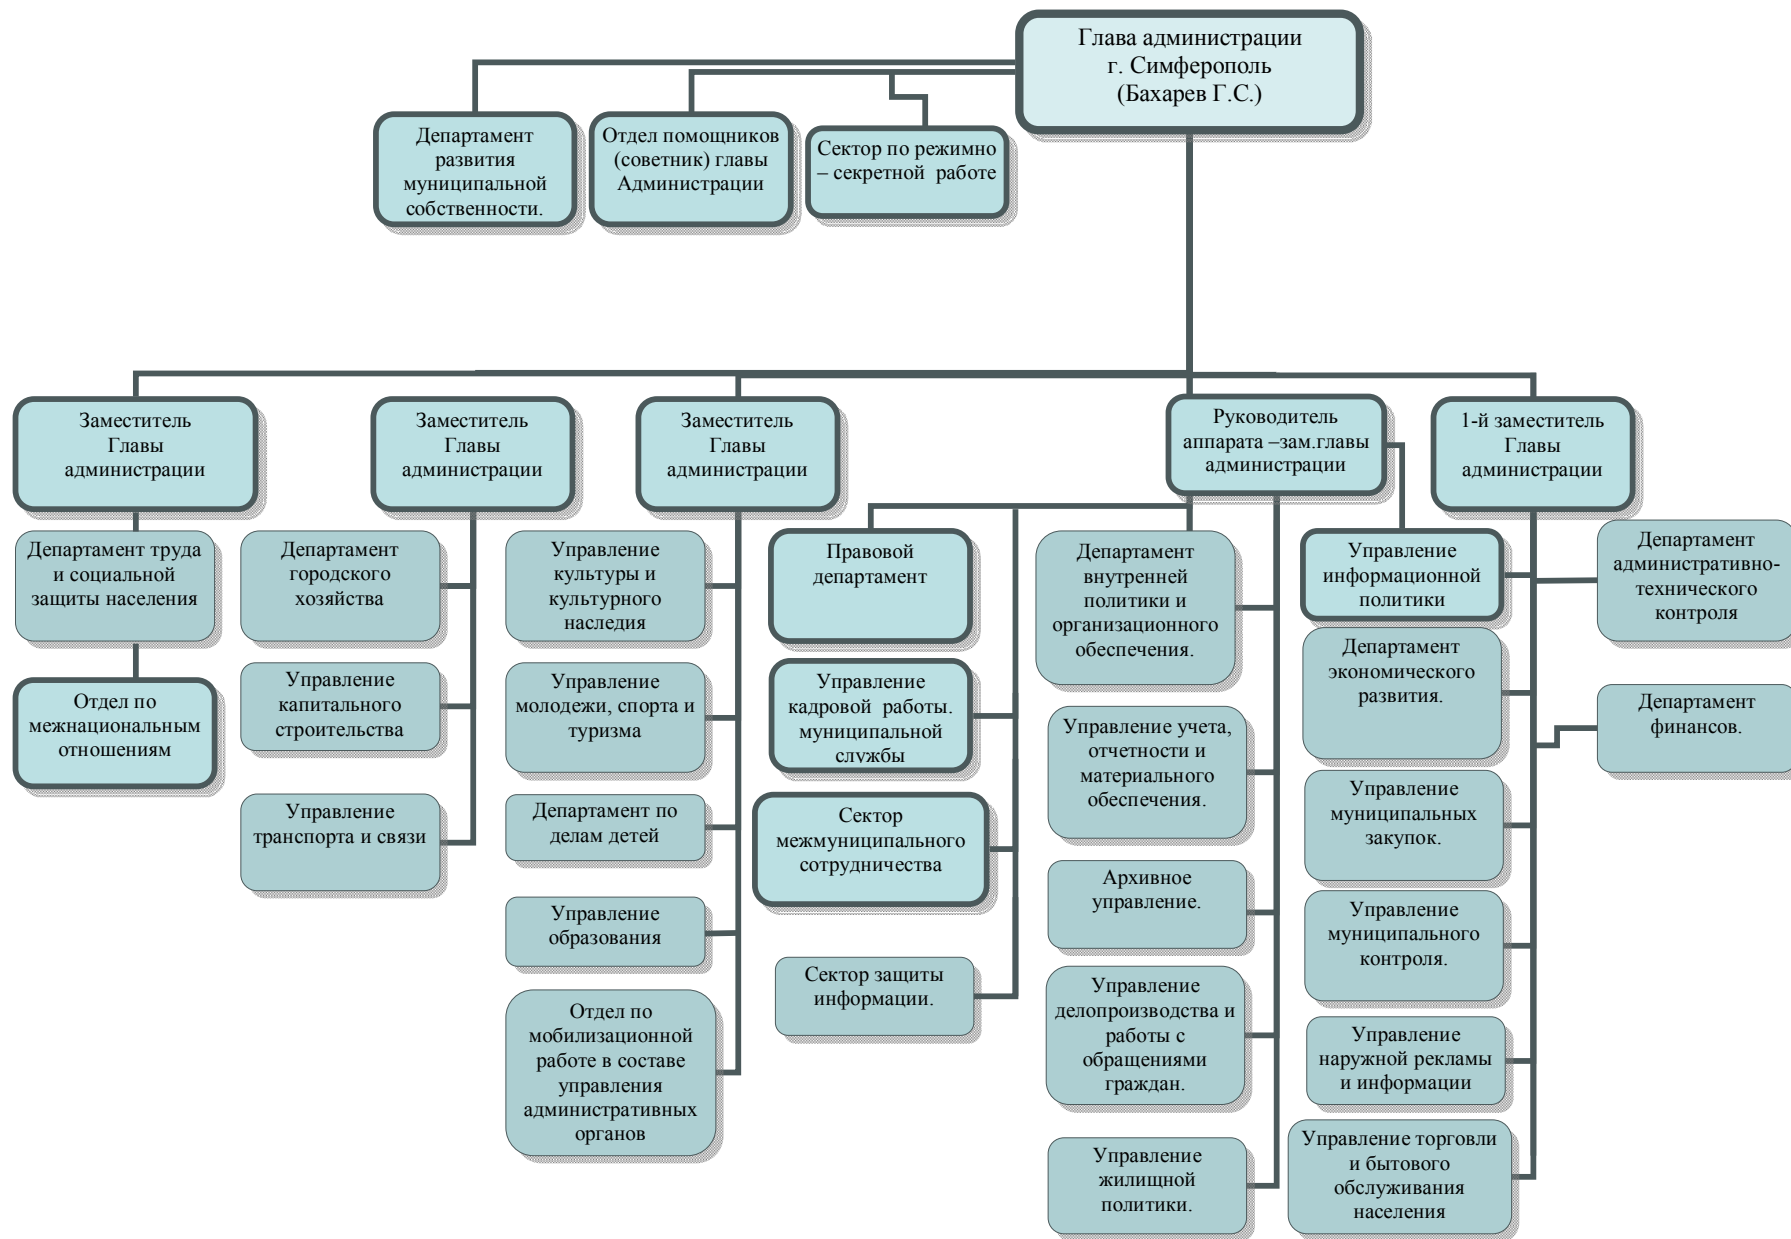 Глава администрации
г. Симферополь
(Бахарев Г.С.)
Департамент
развития
муниципальной
собственности.
Отдел помощников
(советник) главы
Администрации
Сектор по режимно
– секретной работе
Заместитель
Главы
администрации
Заместитель
Главы
администрации
Заместитель
Главы
администрации
Руководитель
аппарата –зам.главы
администрации
1-й заместитель
Главы
администрации
Департамент труда
и социальной
защиты населения
Отдел по
межнациональным
отношениям
Департамент
городского
хозяйства
Управление
капитального
строительства
Управление
транспорта и связи
Управление
культуры и
культурного
наследия
Управление
молодежи, спорта и
туризма
Департамент по
делам детей
Управление
образования
Отдел по
мобилизационной
работе в составе
управления
административных
органов
Правовой
департамент
Управление
кадровой работы.
муниципальной
службы
Сектор
межмуниципального
сотрудничества
Сектор защиты
информации.
Департамент
внутренней
политики и
организационного
обеспечения.
Управление учета,
отчетности и
материального
обеспечения.
Архивное
управление.
Управление
делопроизводства и
работы с
обращениями
граждан.
Управление
жилищной
политики.
Управление
информационной
политики
Департамент
экономического
развития.
Управление
муниципальных
закупок.
Управление
муниципального
контроля.
Управление
наружной рекламы
и информации
Управление торговли
и бытового
обслуживания
населения
Департамент
административно-
технического
контроля
Департамент
финансов.